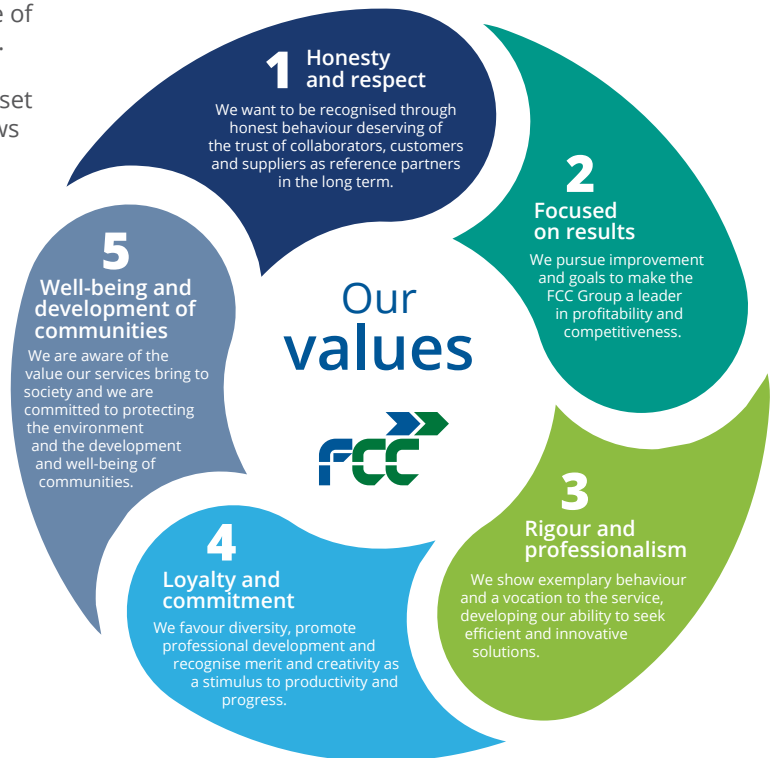 e of
.
set
ws
1 Honesty
and respect
We want to be recognised through
honest behaviour deserving of
the trust of collaborators, customers
and suppliers as reference partners
in the long term.
2
Focused
on results
We pursue improvement
and goals to make the
FCC Group a leader
in profitability and
competitiveness.
3
Rigour and
professionalism
We show exemplary behaviour
and a vocation to the service,
developing our ability to seek
efficient and innovative
solutions.
4
Loyalty and
commitment
We favour diversity, promote
professional development and
recognise merit and creativity as
a stimulus to productivity and
progress.
5
Well-being and
development of
communities
We are aware of the
value our services bring to
society and we are
committed to protecting
the environment
and the development
and well-being of
communities.
Our
values
FCC